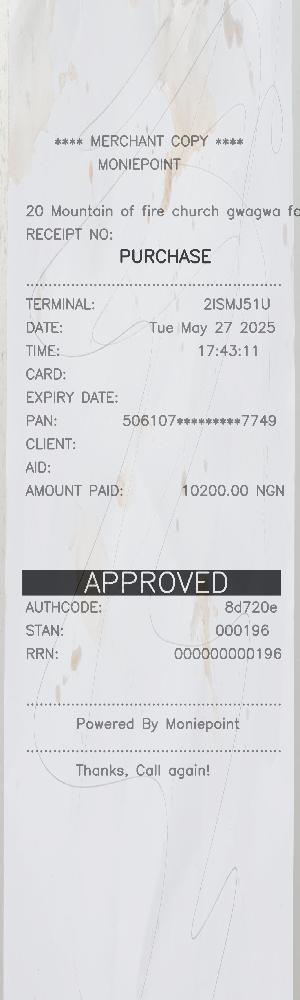 **** MERCHANT COPY ****
MONIEPOINT
20 Mountain of fire church gwagwa
RECEIPT NO:
PURCHASE
TERMINAL: 2ISMJ51U
DATE: Tue May 27 2025
TIME: 17:43:11
CARD:
EXPIRY DATE:
PAN: 506107*********7749
CLIENT:
AID:
AMOUNT PAID: 10200.00 NGN
APPROVED
AUTHCODE: 8d720e
STAN: 000196
RRN: 000000000196
Powered By Moniepoint
Thanks, Call again!